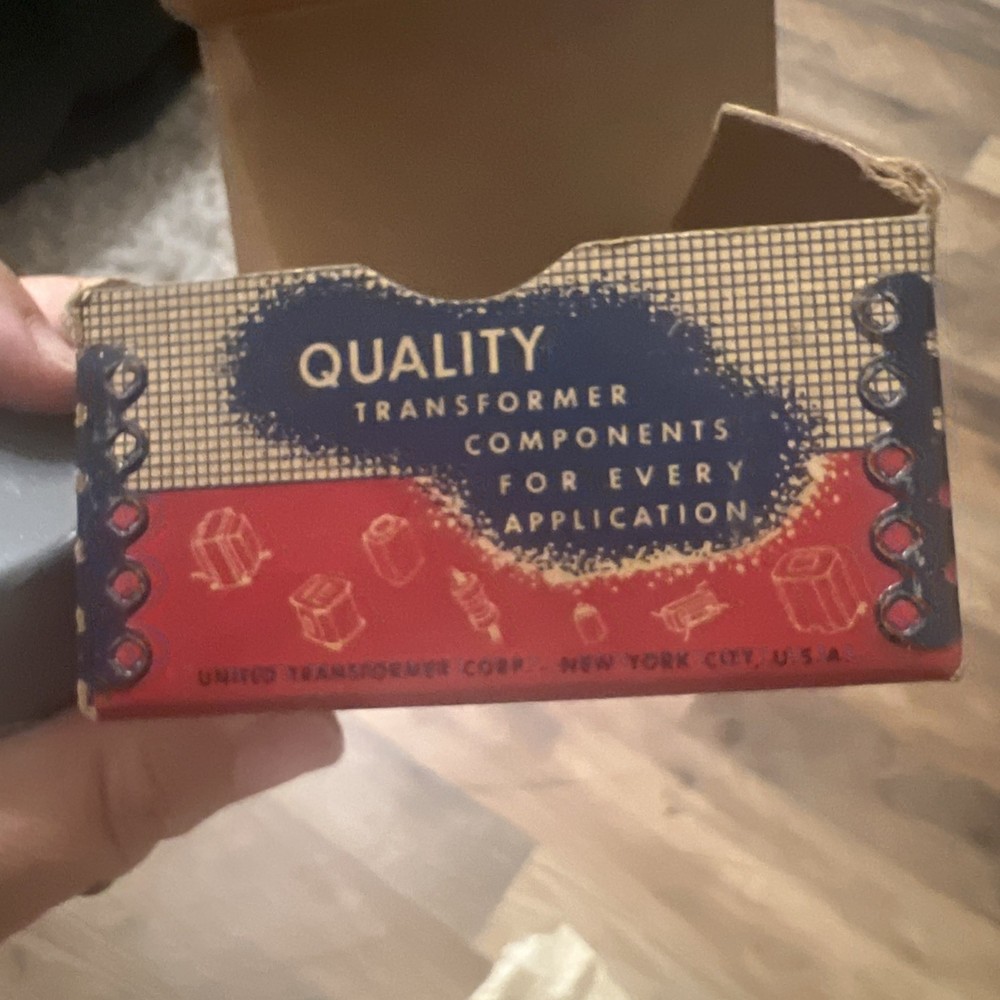 QUALITY
TRANSFORMER
COMPONENTS
FOR EVERY
APPLICATION
UNITED TRANSFORMER CORP. - NEW YORK CITY, U.S.A.